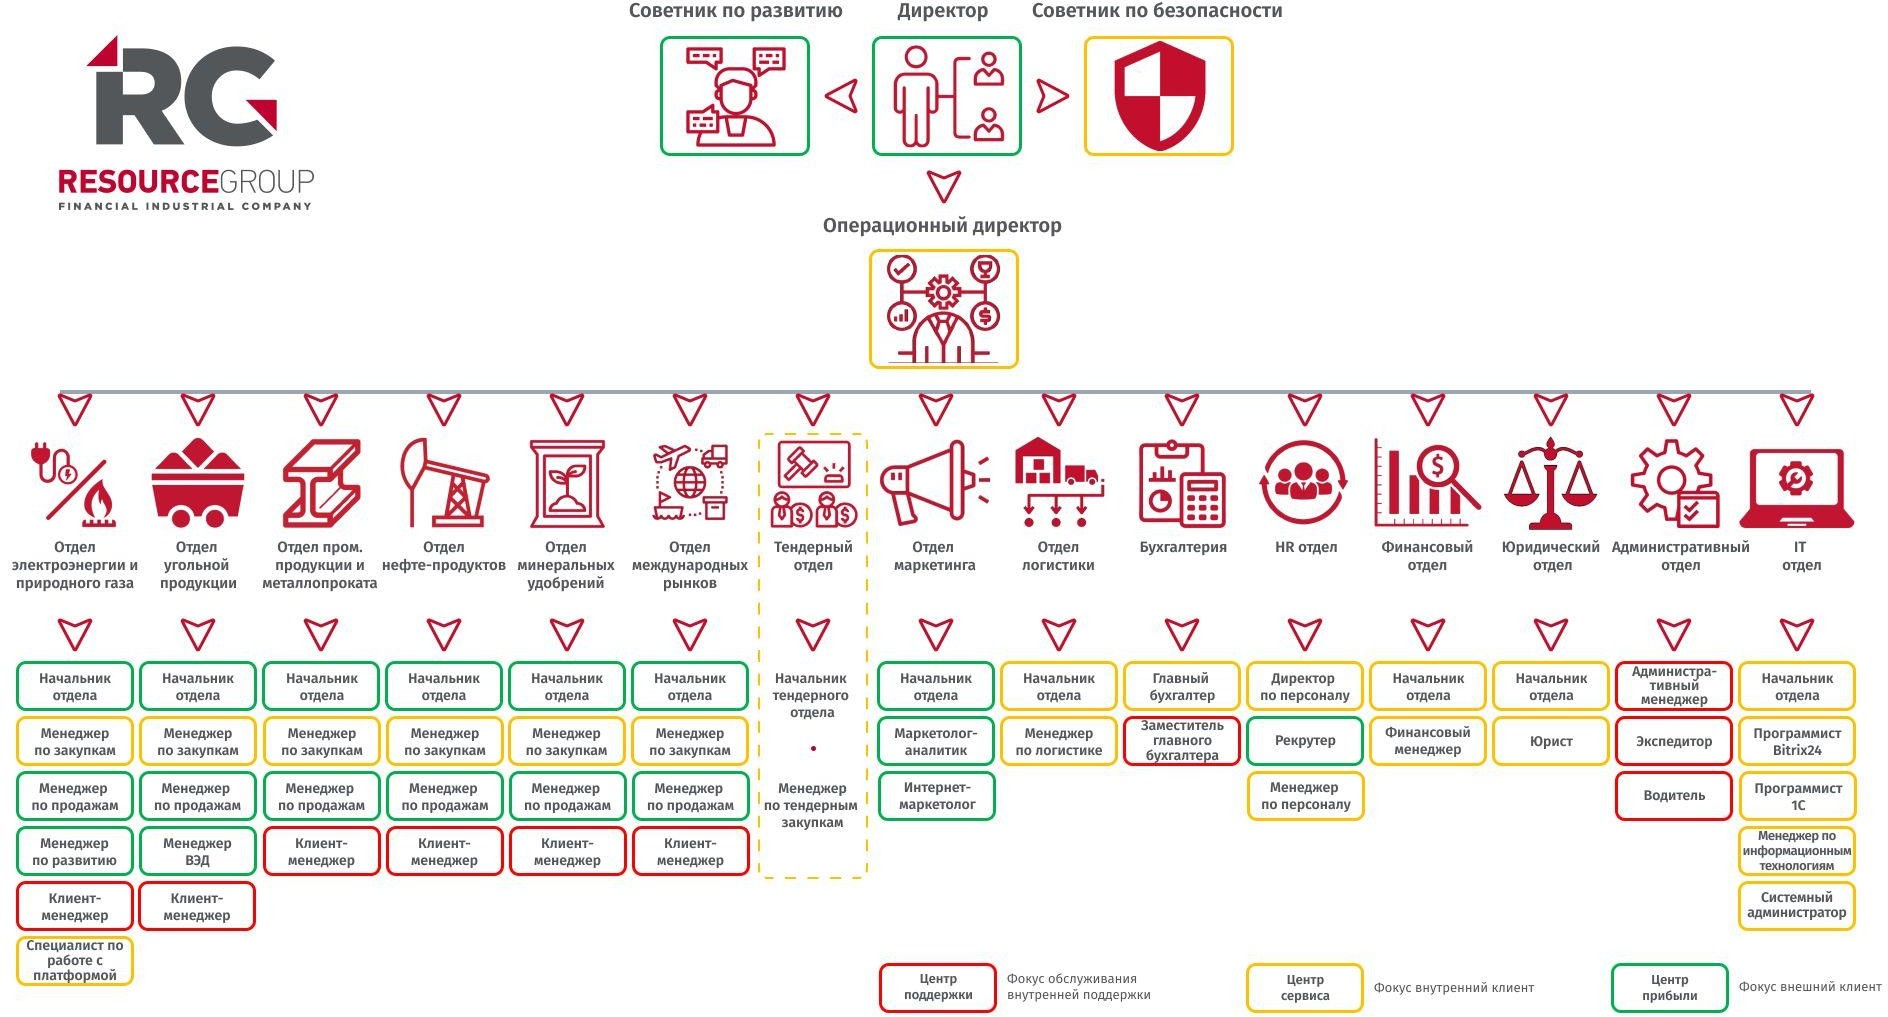 Советник по развитию
Директор
Советник по безопасности
RG
RESOURCEGROUP
FINANCIAL INDUSTRIAL COMPANY
Операционный директор
Отдел
электроэнергии и
природного газа
Отдел
угольной
продукции
Отдел пром.
продукции и
металлопроката
Отдел
нефте-продуктов
Отдел
минеральных
удобрений
Отдел
международных
рынков
Тендерный
отдел
Отдел
маркетинга
Отдел
логистики
Бухгалтерия
HR отдел
Финансовый
отдел
Юридический
отдел
Административный
отдел
IT
отдел
Начальник
отдела
Менеджер
по закупкам
Менеджер
по продажам
Менеджер
по развитию
Клиент-
менеджер
Специалист по
работе с
платформой
Начальник
отдела
Менеджер
по закупкам
Менеджер
по продажам
Менеджер
ВЭД
Клиент-
менеджер
Начальник
отдела
Менеджер
по закупкам
Менеджер
по продажам
Клиент-
менеджер
Начальник
отдела
Менеджер
по закупкам
Менеджер
по продажам
Клиент-
менеджер
Начальник
отдела
Менеджер
по закупкам
Менеджер
по продажам
Клиент-
менеджер
Начальник
отдела
Менеджер
по закупкам
Менеджер
по продажам
Клиент-
менеджер
Начальник
тендерного
отдела
Менеджер
по тендерным
закупкам
Начальник
отдела
Маркетолог-
аналитик
Интернет-
маркетолог
Начальник
отдела
Менеджер
по логистике
Главный
бухгалтер
Заместитель
главного
бухгалтера
Директор
по персоналу
Рекрутер
Менеджер
по персоналу
Начальник
отдела
Финансовый
менеджер
Начальник
отдела
Юрист
Администра-
тивный
менеджер
Экспедитор
Водитель
Начальник
отдела
Программист
Bitrix24
Программист
1С
Менеджер по
информационным
технологиям
Системный
администратор
Центр
поддержки
Фокус обслуживания
внутренней поддержки
Центр
сервиса
Фокус внутренний клиент
Центр
прибыли
Фокус внешний клиент